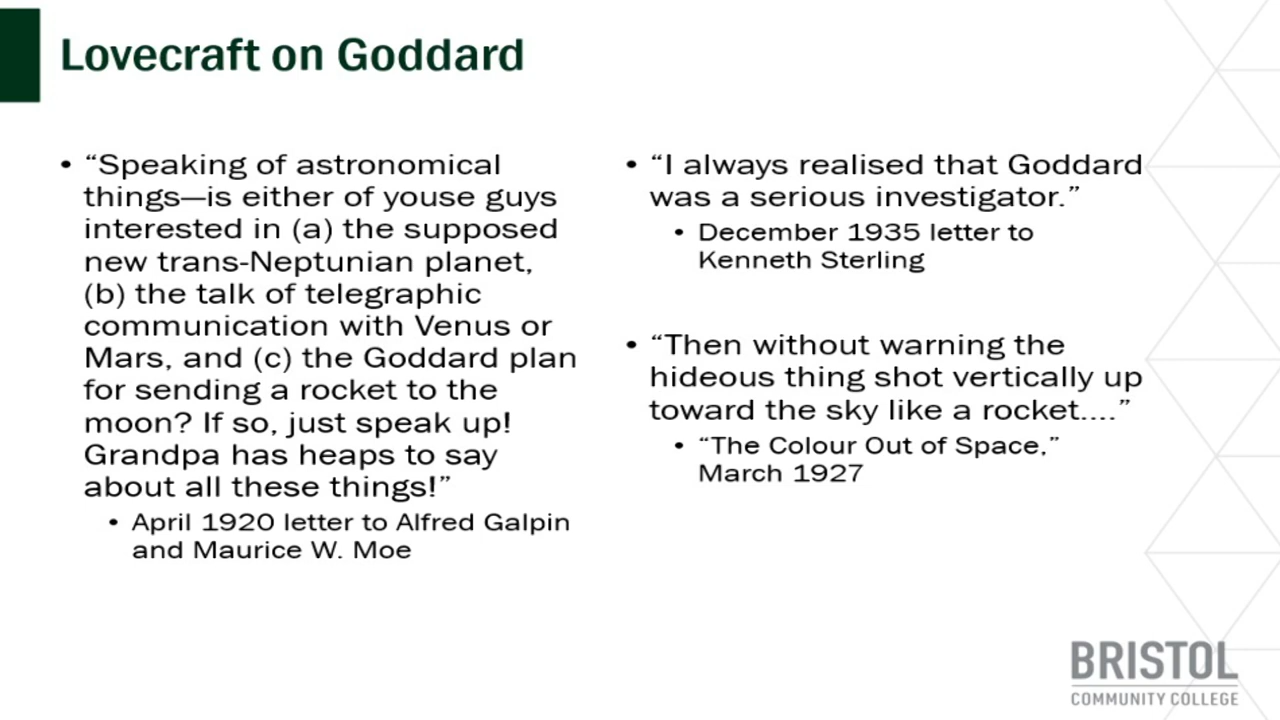 Lovecraft on Goddard
• “Speaking of astronomical
things—is either of youse guys
interested in (a) the supposed
new trans-Neptunian planet,
(b) the talk of telegraphic
communication with Venus or
Mars, and (c) the Goddard plan
for sending a rocket to the
moon? If so, just speak up!
Grandpa has heaps to say
about all these things!”
• April 1920 letter to Alfred Galpin
and Maurice W. Moe
• “I always realised that Goddard
was a serious investigator.”
• December 1935 letter to
Kenneth Sterling
• “Then without warning the
hideous thing shot vertically up
toward the sky like a rocket....”
• “The Colour Out of Space,”
March 1927
BRISTOL
COMMUNITY COLLEGE